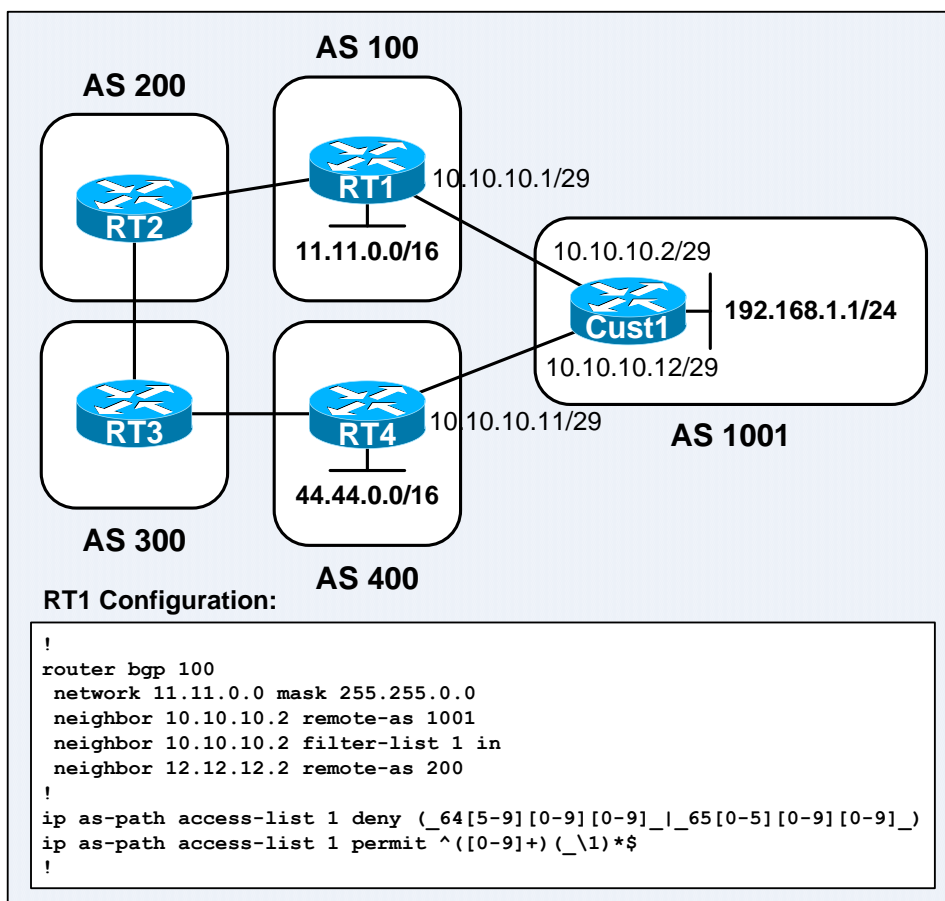 AS 100
AS 200
RT1
10.10.10.1/29
RT2
11.11.0.0/16
10.10.10.2/29
Cust1
192.168.1.1/24
10.10.10.12/29
RT3
RT4
10.10.10.11/29
AS 1001
44.44.0.0/16
AS 300
AS 400
RT1 Configuration:
!
router bgp 100
 network 11.11.0.0 mask 255.255.0.0
 neighbor 10.10.10.2 remote-as 1001
 neighbor 10.10.10.2 filter-list 1 in
 neighbor 12.12.12.2 remote-as 200
!
ip as-path access-list 1 deny (_64[5-9][0-9][0-9]_|_65[0-5][0-9][0-9]_)
ip as-path access-list 1 permit ^([0-9]+)(_\1)*$
!